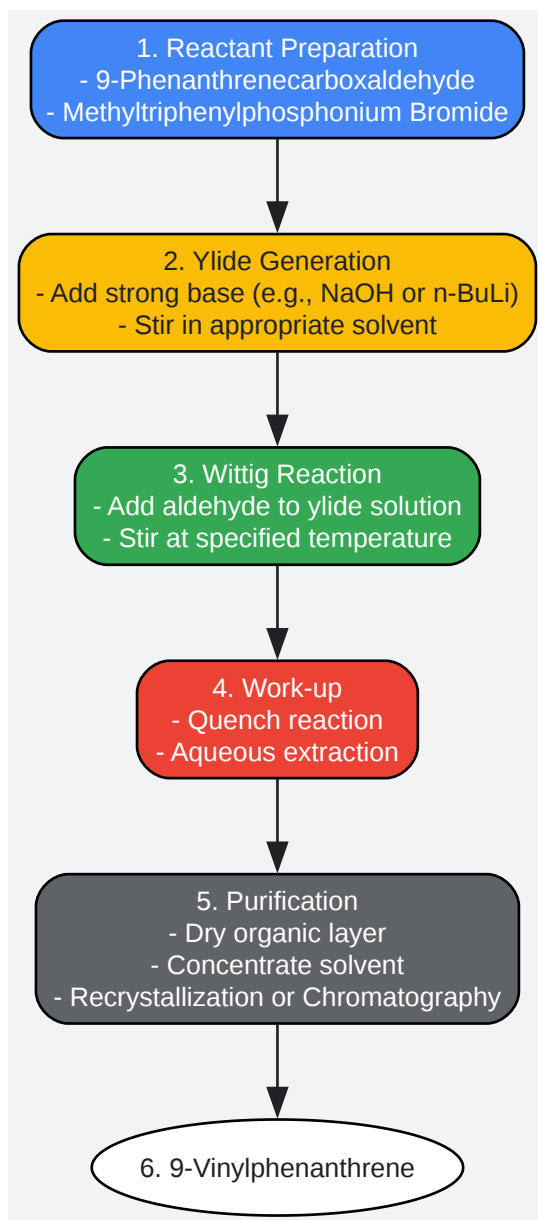 1. Reactant Preparation
- 9-Phenanthrenecarboxaldehyde
- Methyltriphenylphosphonium Bromide
2. Ylide Generation
- Add strong base (e.g., NaOH or n-BuLi)
- Stir in appropriate solvent
3. Wittig Reaction
- Add aldehyde to ylide solution
- Stir at specified temperature
4. Work-up
- Quench reaction
- Aqueous extraction
5. Purification
- Dry organic layer
- Concentrate solvent
- Recrystallization or Chromatography
6. 9-Vinylphenanthrene